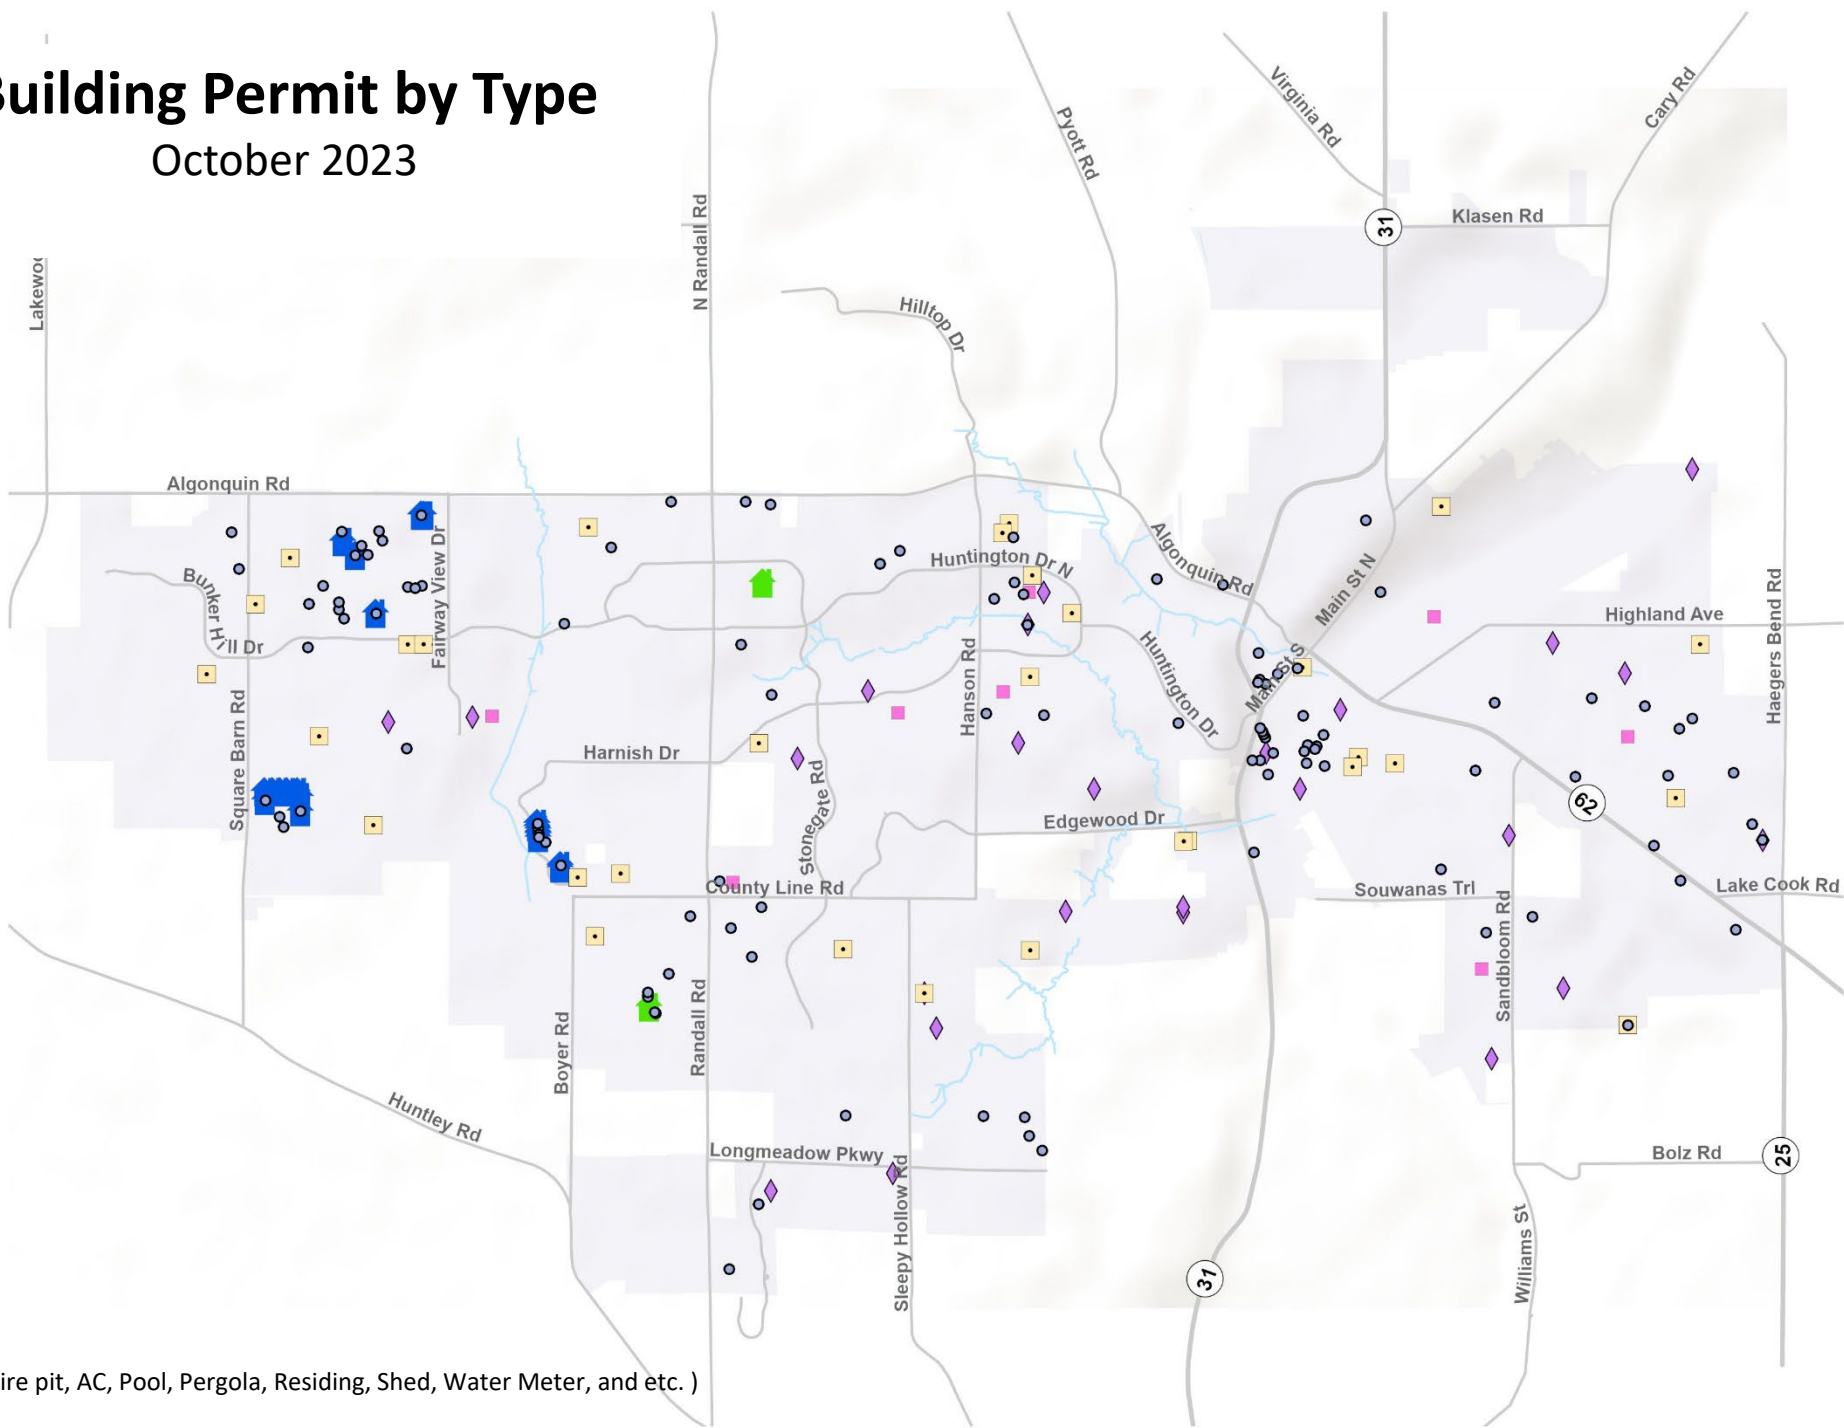 Building Permit by Type
October 2023
Virginia Rd
Cary Rd
Pyott Rd
Klasen Rd
31
N Randall Rd
Lakewoo
Hilltop Dr
Algonquin Rd
Algonquin Rd
Huntington Dr N
Main St N
Fairway View Dr
Bunker Hill Dr
Highland Ave
Haegers Bend Rd
Huntington Dr
Hanson Rd
Main St S
Square Barn Rd
Harnish Dr
Stonegate Rd
Edgewood Dr
62
County Line Rd
Souwanas Trl
Lake Cook Rd
Sandbloom Rd
Boyer Rd
Randall Rd
Huntley Rd
Longmeadow Pkwy
Bolz Rd
25
Sleepy Hollow Rd
Williams St
31
ire pit, AC, Pool, Pergola, Residing, Shed, Water Meter, and etc. )